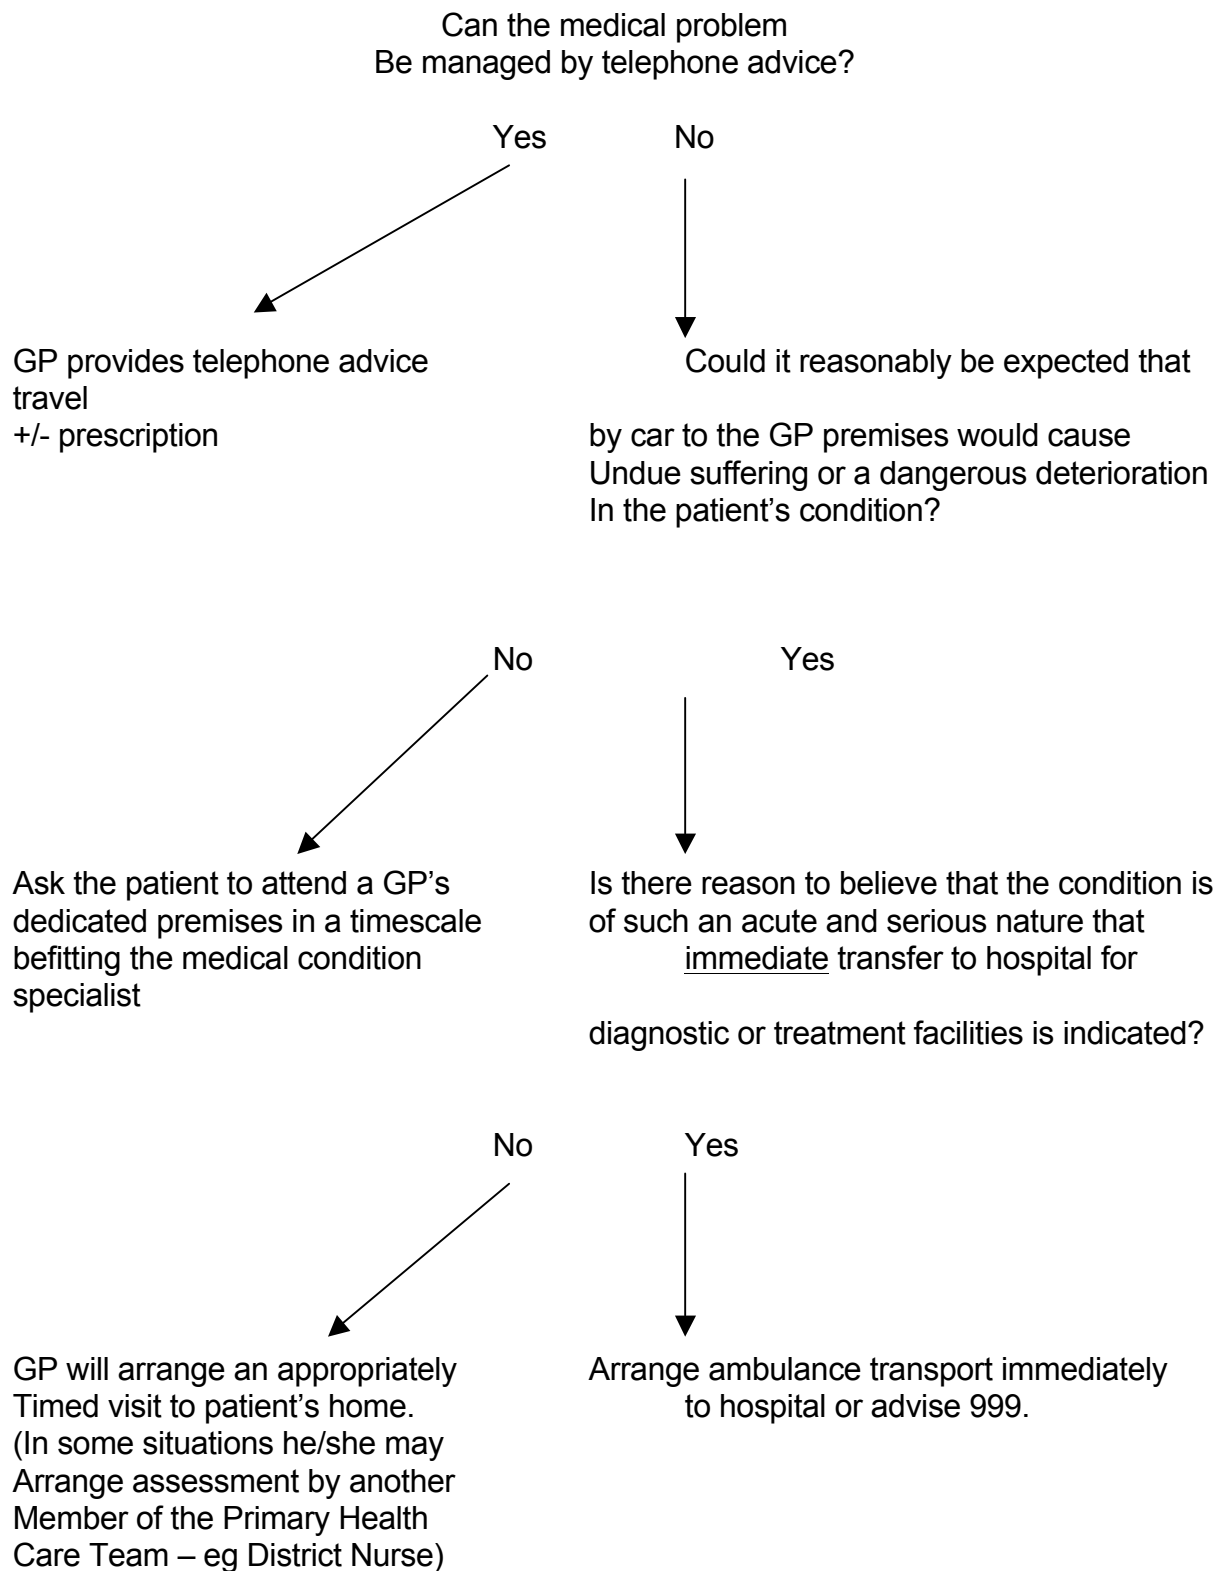 Can the medical problem
Be managed by telephone advice?
Yes No
GP provides telephone advice Could it reasonably be expected that
travel
+/- prescription by car to the GP premises would cause
Undue suffering or a dangerous deterioration
In the patient’s condition?
No Yes
Ask the patient to attend a GP’s Is there reason to believe that the condition is
dedicated premises in a timescale of such an acute and serious nature that
befitting the medical condition immediate transfer to hospital for
specialist
diagnostic or treatment facilities is indicated?
No Yes
GP will arrange an appropriately Arrange ambulance transport immediately
Timed visit to patient’s home. to hospital or advise 999.
(In some situations he/she may
Arrange assessment by another
Member of the Primary Health
Care Team – eg District Nurse)